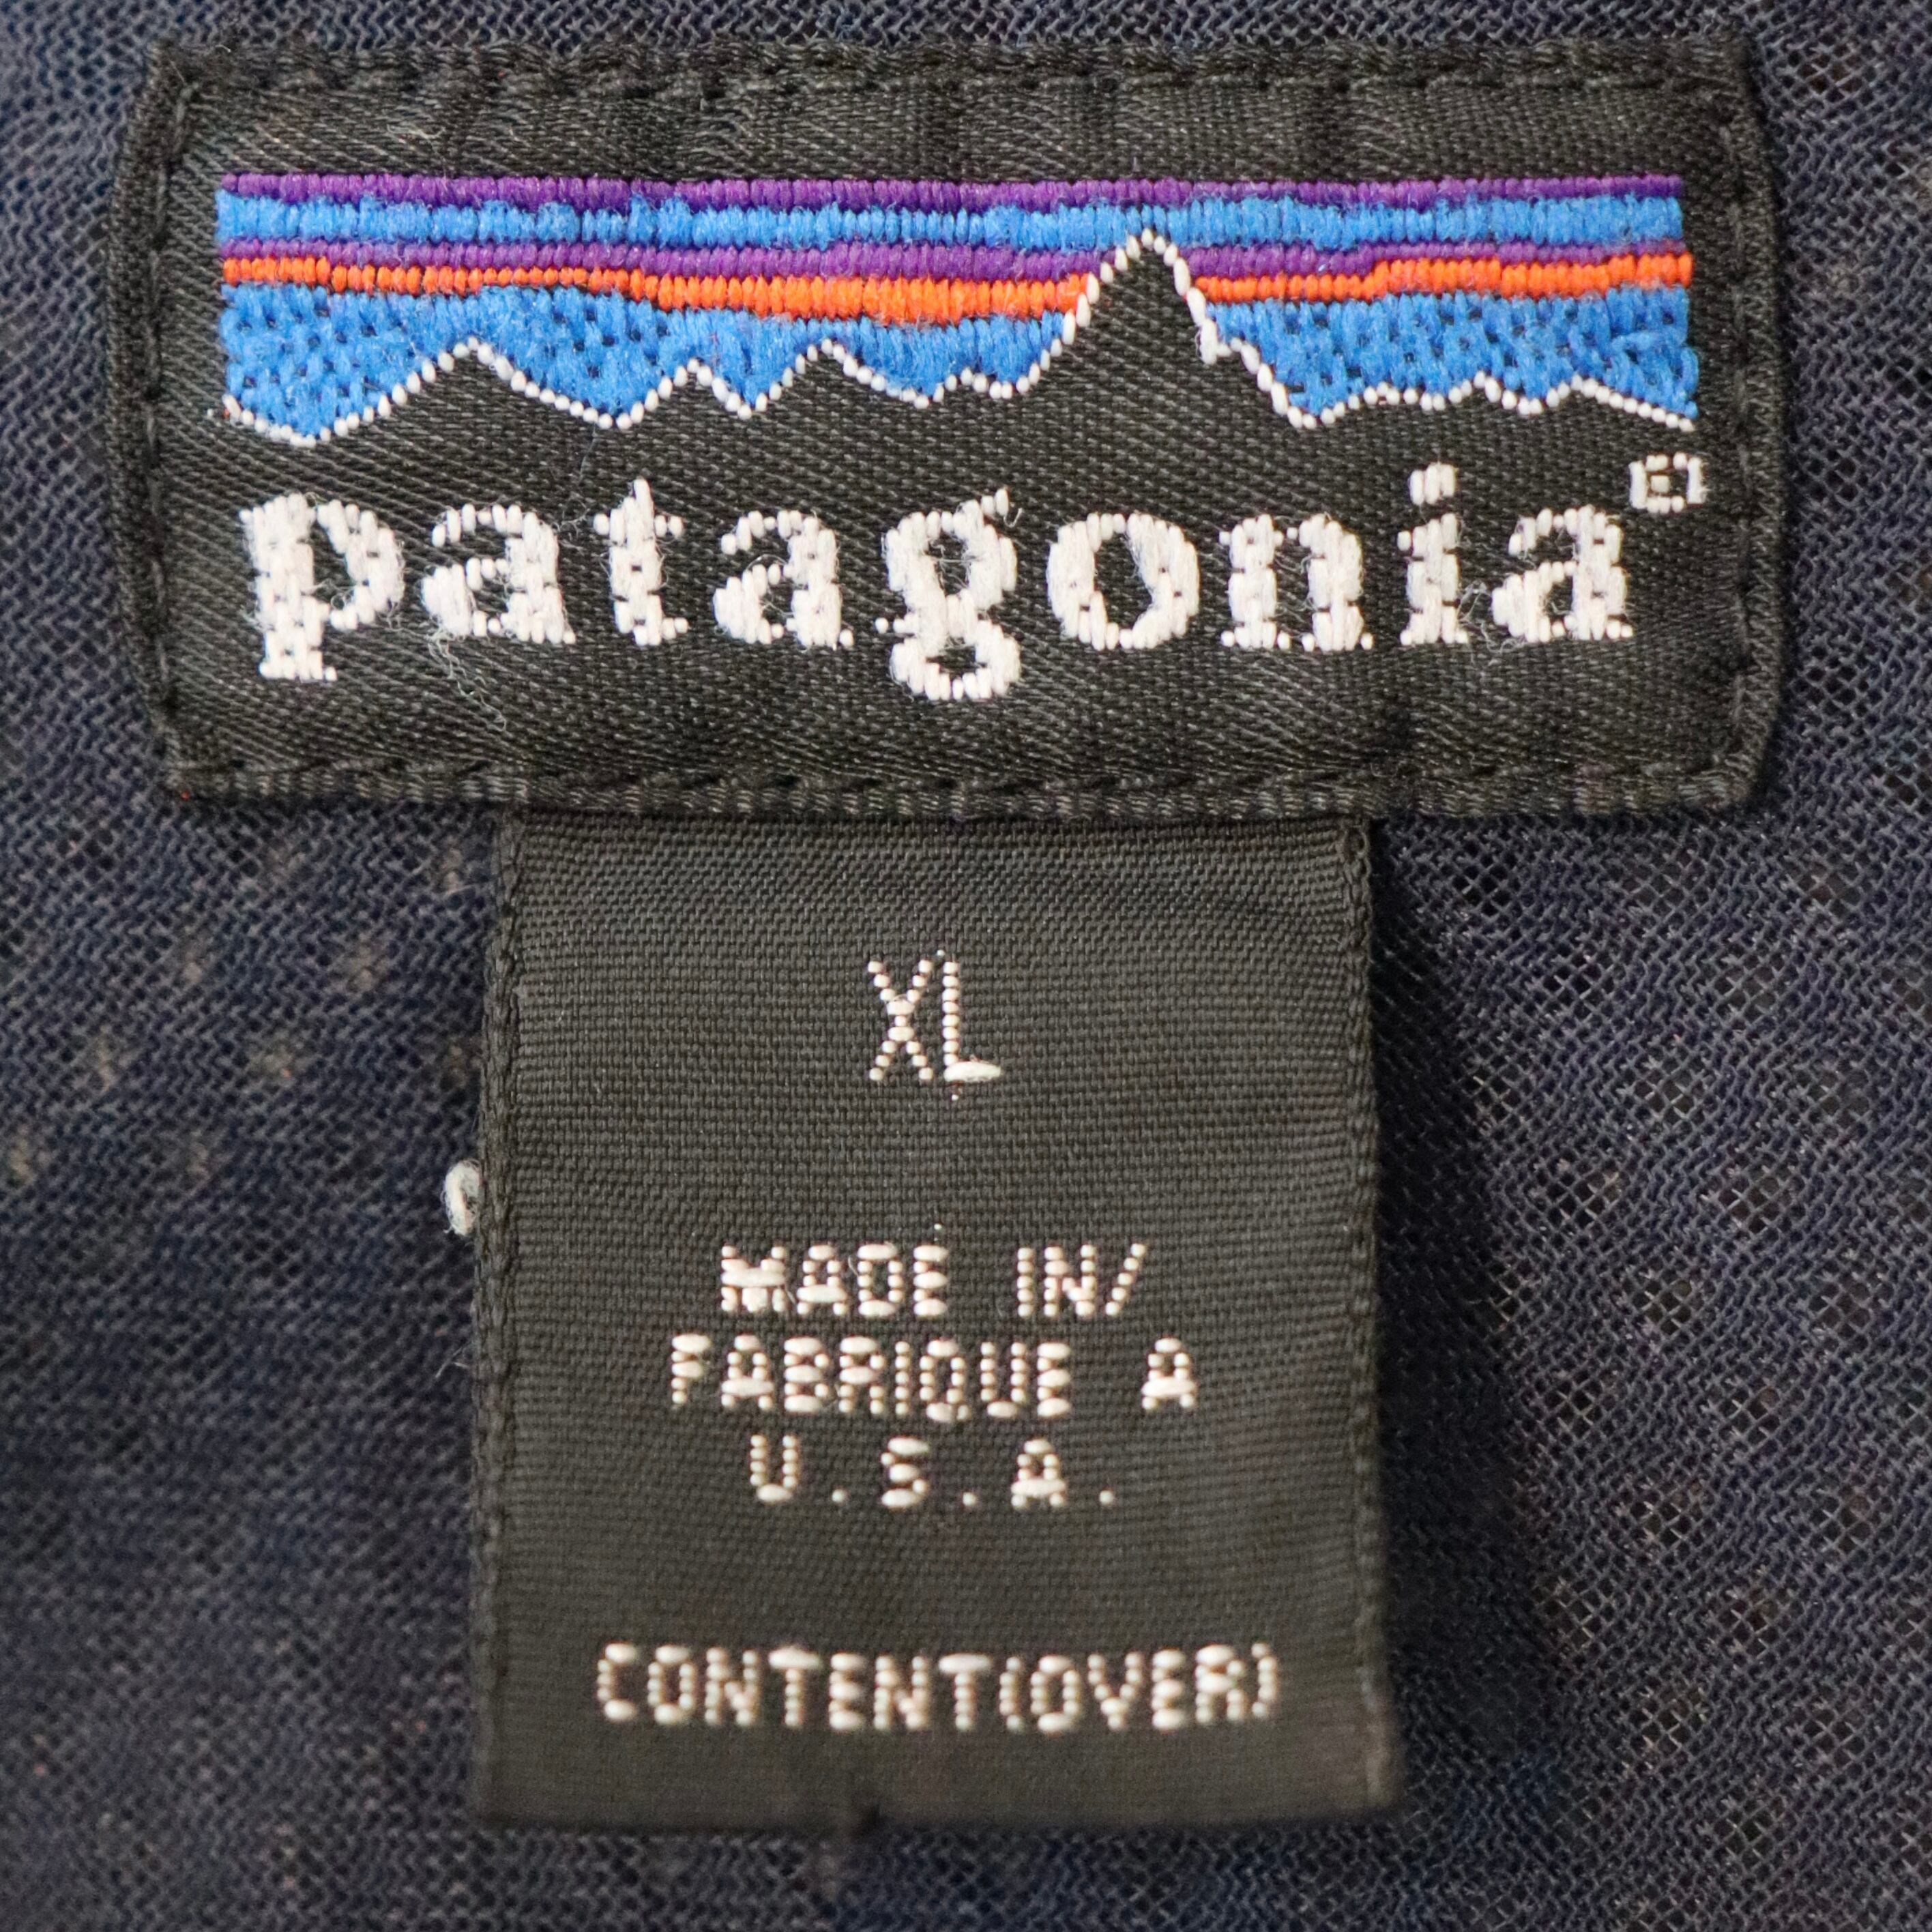 patagonia®
XL
MADE IN/
FABRIQUE A
U.S.A.
CONTENT(OVER)